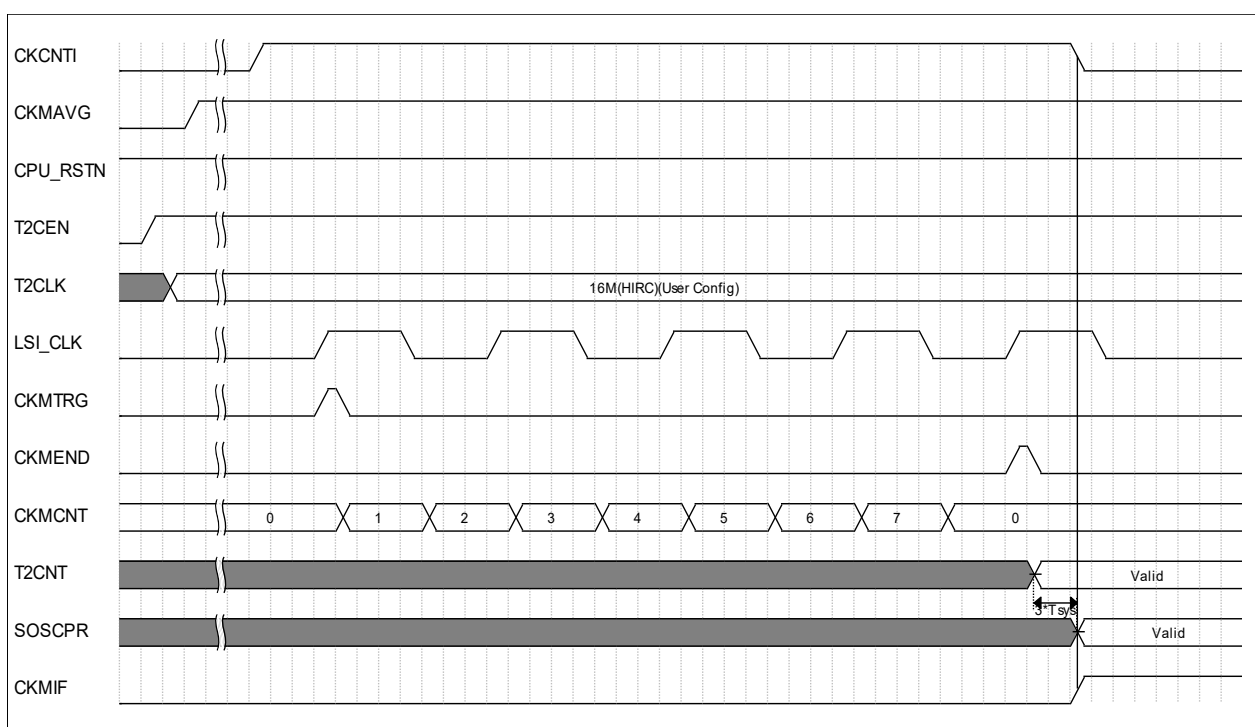 CKCNTI
CKMAVG
CPU_RSTN
T2CEN
T2CLK
16M(HIRC)(User Config)
LSI_CLK
CKMTRG
CKMEND
CKMCNT
0 1 2 3 4 5 6 7 0
T2CNT
Valid
3*Tsys
SOSCPR
Valid
CKMIF